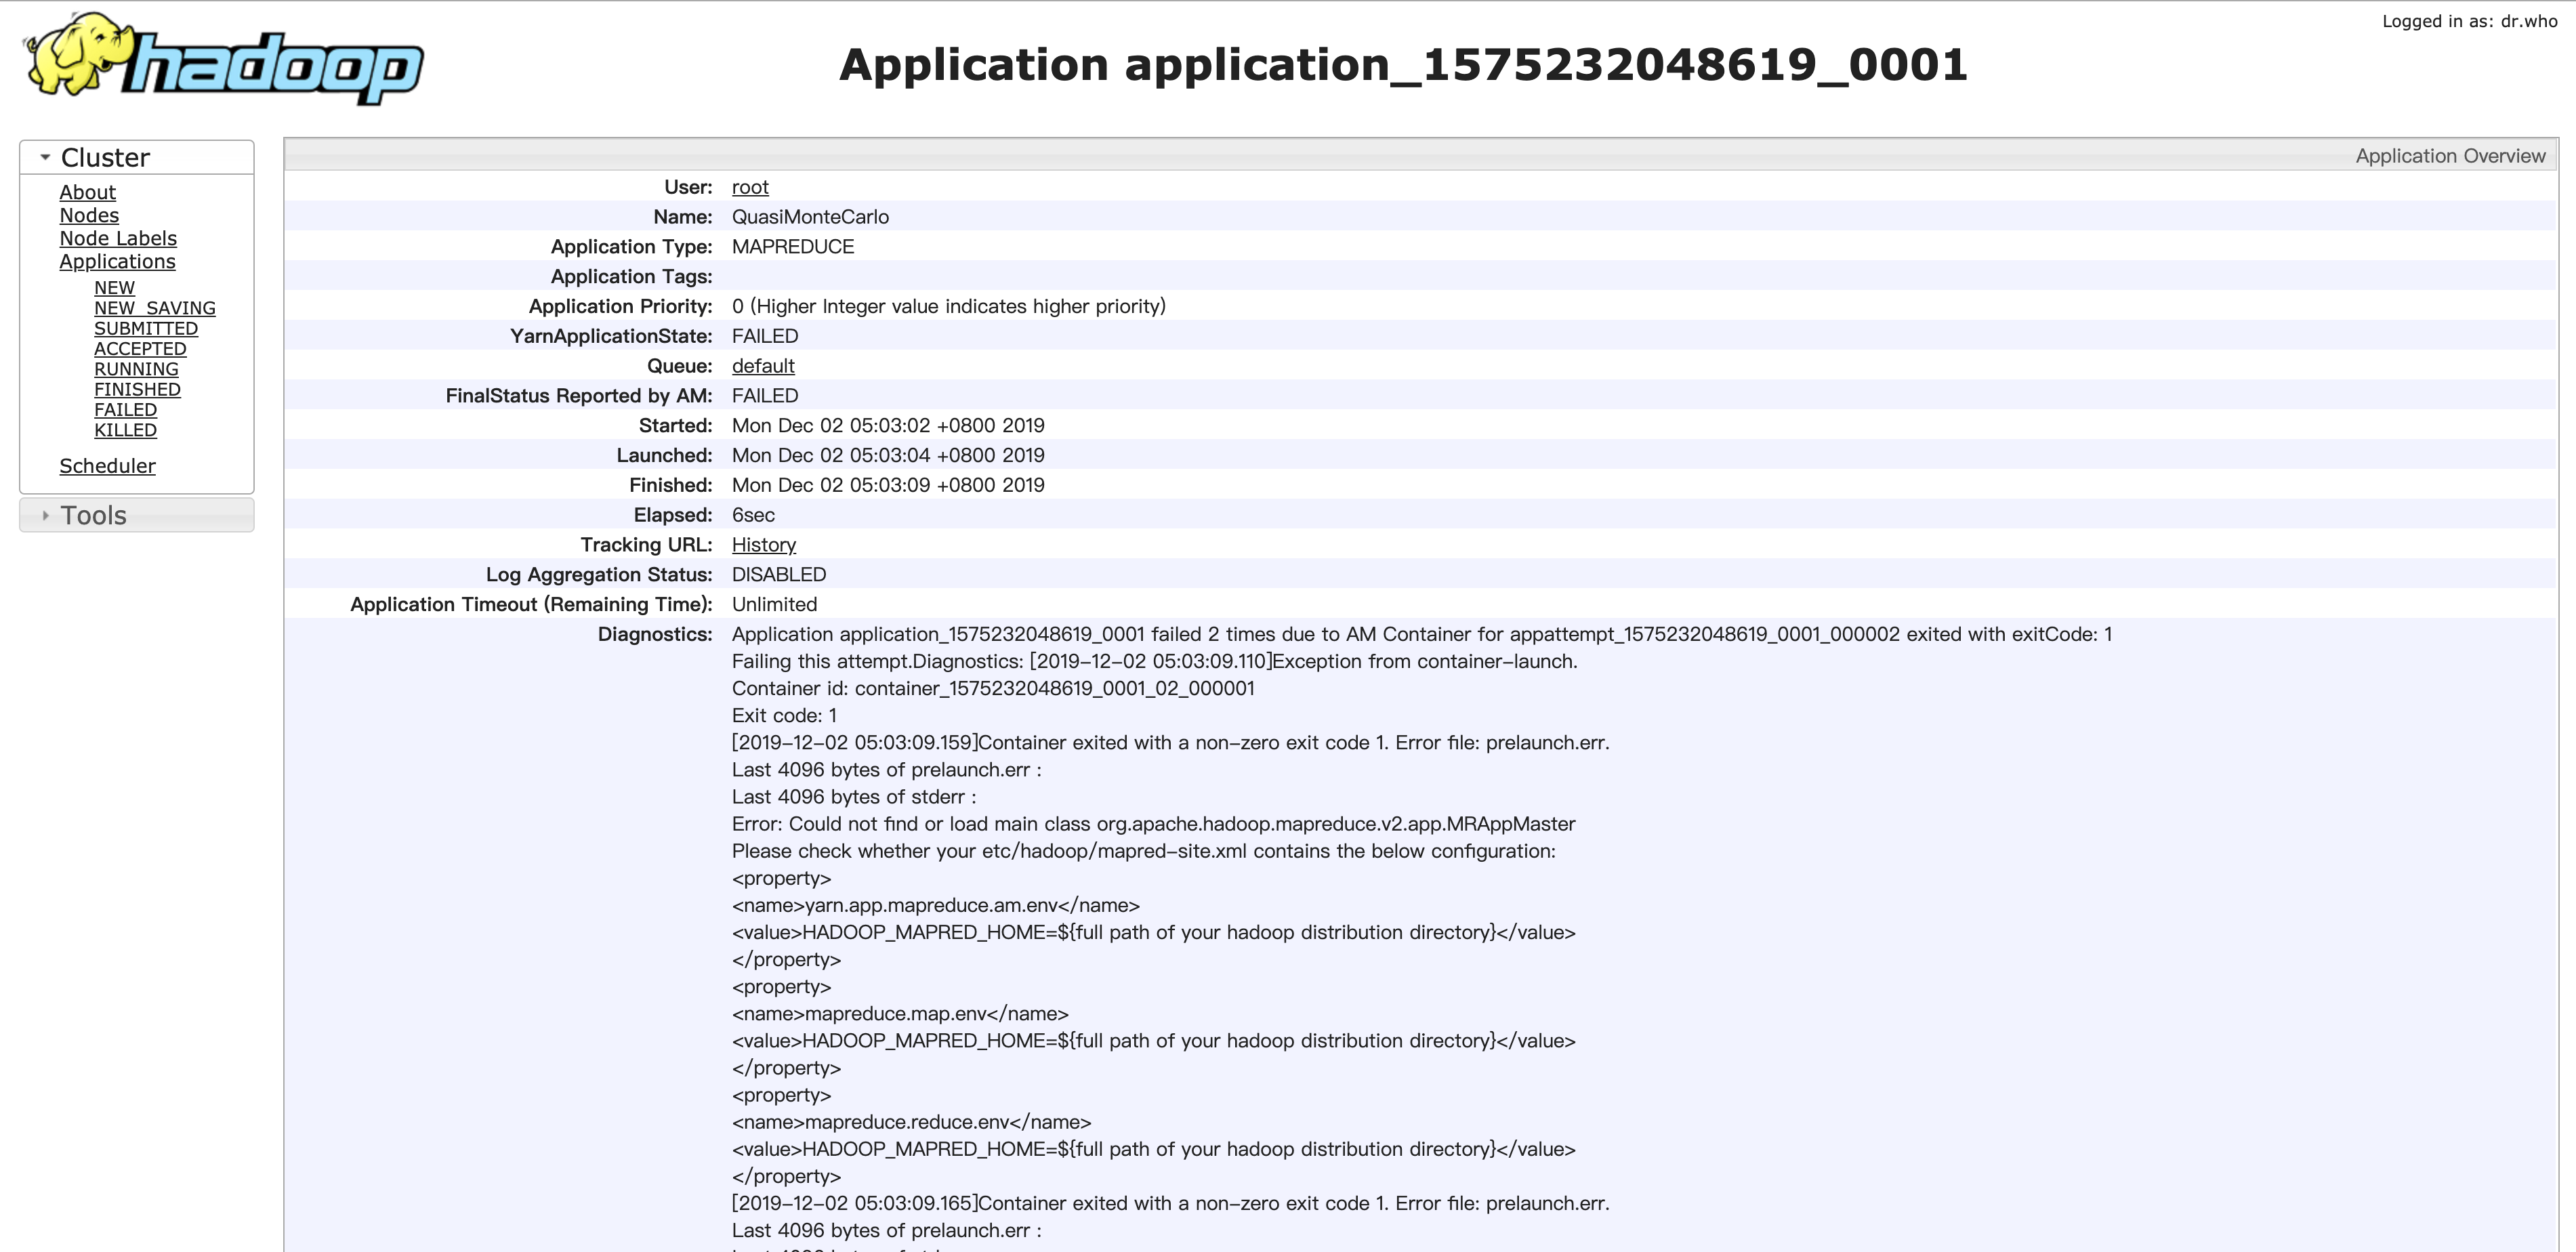 Logged in as: dr.who
hadoop
Application application_1575232048619_0001
Cluster
About
Nodes
Node Labels
Applications
NEW
NEW_SAVING
SUBMITTED
ACCEPTED
RUNNING
FINISHED
FAILED
KILLED
Scheduler
Tools
Application Overview
User: root
Name: QuasiMonteCarlo
Application Type: MAPREDUCE
Application Tags:
Application Priority: 0 (Higher Integer value indicates higher priority)
YarnApplicationState: FAILED
Queue: default
FinalStatus Reported by AM: FAILED
Started: Mon Dec 02 05:03:02 +0800 2019
Launched: Mon Dec 02 05:03:04 +0800 2019
Finished: Mon Dec 02 05:03:09 +0800 2019
Elapsed: 6sec
Tracking URL: History
Log Aggregation Status: DISABLED
Application Timeout (Remaining Time): Unlimited
Diagnostics: Application application_1575232048619_0001 failed 2 times due to AM Container for appattempt_1575232048619_0001_000002 exited with exitCode: 1
Failing this attempt.Diagnostics: [2019-12-02 05:03:09.110]Exception from container-launch.
Container id: container_1575232048619_0001_02_000001
Exit code: 1
[2019-12-02 05:03:09.159]Container exited with a non-zero exit code 1. Error file: prelaunch.err.
Last 4096 bytes of prelaunch.err :
Last 4096 bytes of stderr :
Error: Could not find or load main class org.apache.hadoop.mapreduce.v2.app.MRAppMaster
Please check whether your etc/hadoop/mapred-site.xml contains the below configuration:
<property>
<name>yarn.app.mapreduce.am.env</name>
<value>HADOOP_MAPRED_HOME=${full path of your hadoop distribution directory}</value>
</property>
<property>
<name>mapreduce.map.env</name>
<value>HADOOP_MAPRED_HOME=${full path of your hadoop distribution directory}</value>
</property>
<property>
<name>mapreduce.reduce.env</name>
<value>HADOOP_MAPRED_HOME=${full path of your hadoop distribution directory}</value>
</property>
[2019-12-02 05:03:09.165]Container exited with a non-zero exit code 1. Error file: prelaunch.err.
Last 4096 bytes of prelaunch.err :